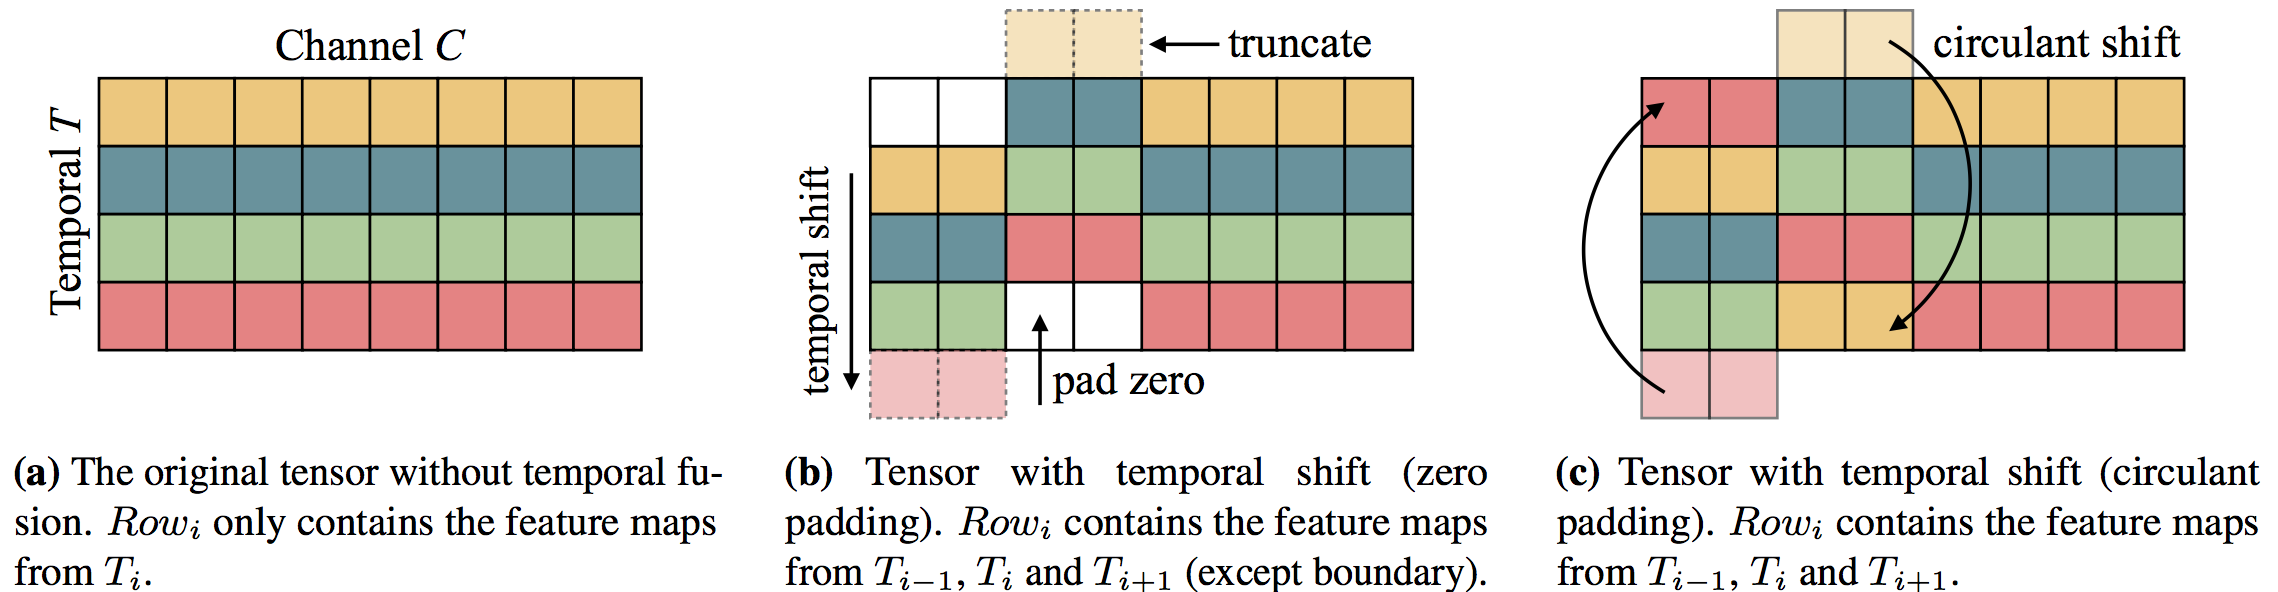 Channel C
Temporal T
truncate
temporal shift
pad zero
circulant shift
(a) The original tensor without temporal fu-
sion. Row_i only contains the feature maps
from T_i.
(b) Tensor with temporal shift (zero
padding). Row_i contains the feature maps
from T_{i−1}, T_i and T_{i+1} (except boundary).
(c) Tensor with temporal shift (circulant
padding). Row_i contains the feature maps
from T_{i−1}, T_i and T_{i+1}.